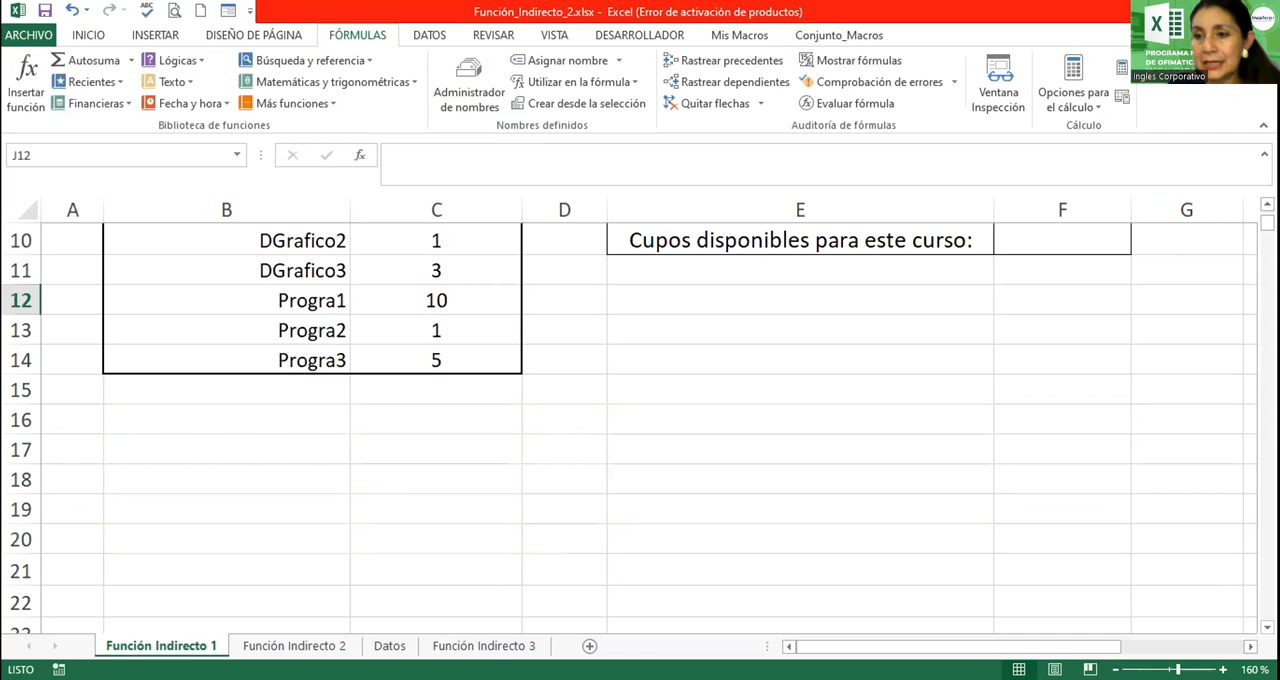 Función_Indirecto_2.xlsx - Excel (Error de activación de productos)
ARCHIVO INICIO INSERTAR DISEÑO DE PÁGINA FÓRMULAS DATOS REVISAR VISTA DESARROLLADOR Mis Macros Conjunto_Macros
fx Insertar función
Autosuma
Recientes
Financieras
Lógicas
Texto
Fecha y hora
Búsqueda y referencia
Matemáticas y trigonométricas
Más funciones
Biblioteca de funciones
Administrador de nombres
Asignar nombre
Utilizar en la fórmula
Crear desde la selección
Nombres definidos
Rastrear precedentes
Rastrear dependientes
Quitar flechas
Mostrar fórmulas
Comprobación de errores
Evaluar fórmula
Auditoría de fórmulas
Ventana Inspección
Opciones para el cálculo
Cálculo
PROGRAMA
DE OFIMATIC
Ingles Corporativo
J12 fx
A B C D E F G
10 DGrafico2 1 Cupos disponibles para este curso:
11 DGrafico3 3
12 Progra1 10
13 Progra2 1
14 Progra3 5
15
16
17
18
19
20
21
22
23
Función Indirecto 1 Función Indirecto 2 Datos Función Indirecto 3
LISTO 160 %